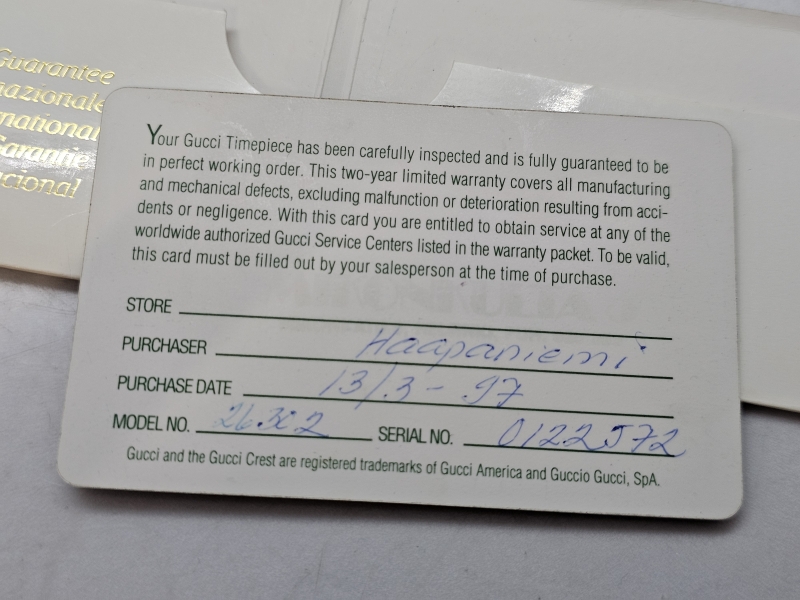 Guarantee
nazionale
national
Garantie
cional
Your Gucci Timepiece has been carefully inspected and is fully guaranteed to be
in perfect working order. This two-year limited warranty covers all manufacturing
and mechanical defects, excluding malfunction or deterioration resulting from acci-
dents or negligence. With this card you are entitled to obtain service at any of the
worldwide authorized Gucci Service Centers listed in the warranty packet. To be valid,
this card must be filled out by your salesperson at the time of purchase.
STORE
PURCHASER Haapaniemi
PURCHASE DATE 13/3-97
MODEL NO. SERIAL NO. 0122572
Gucci and the Gucci Crest are registered trademarks of Gucci America and Guccio Gucci, SpA.